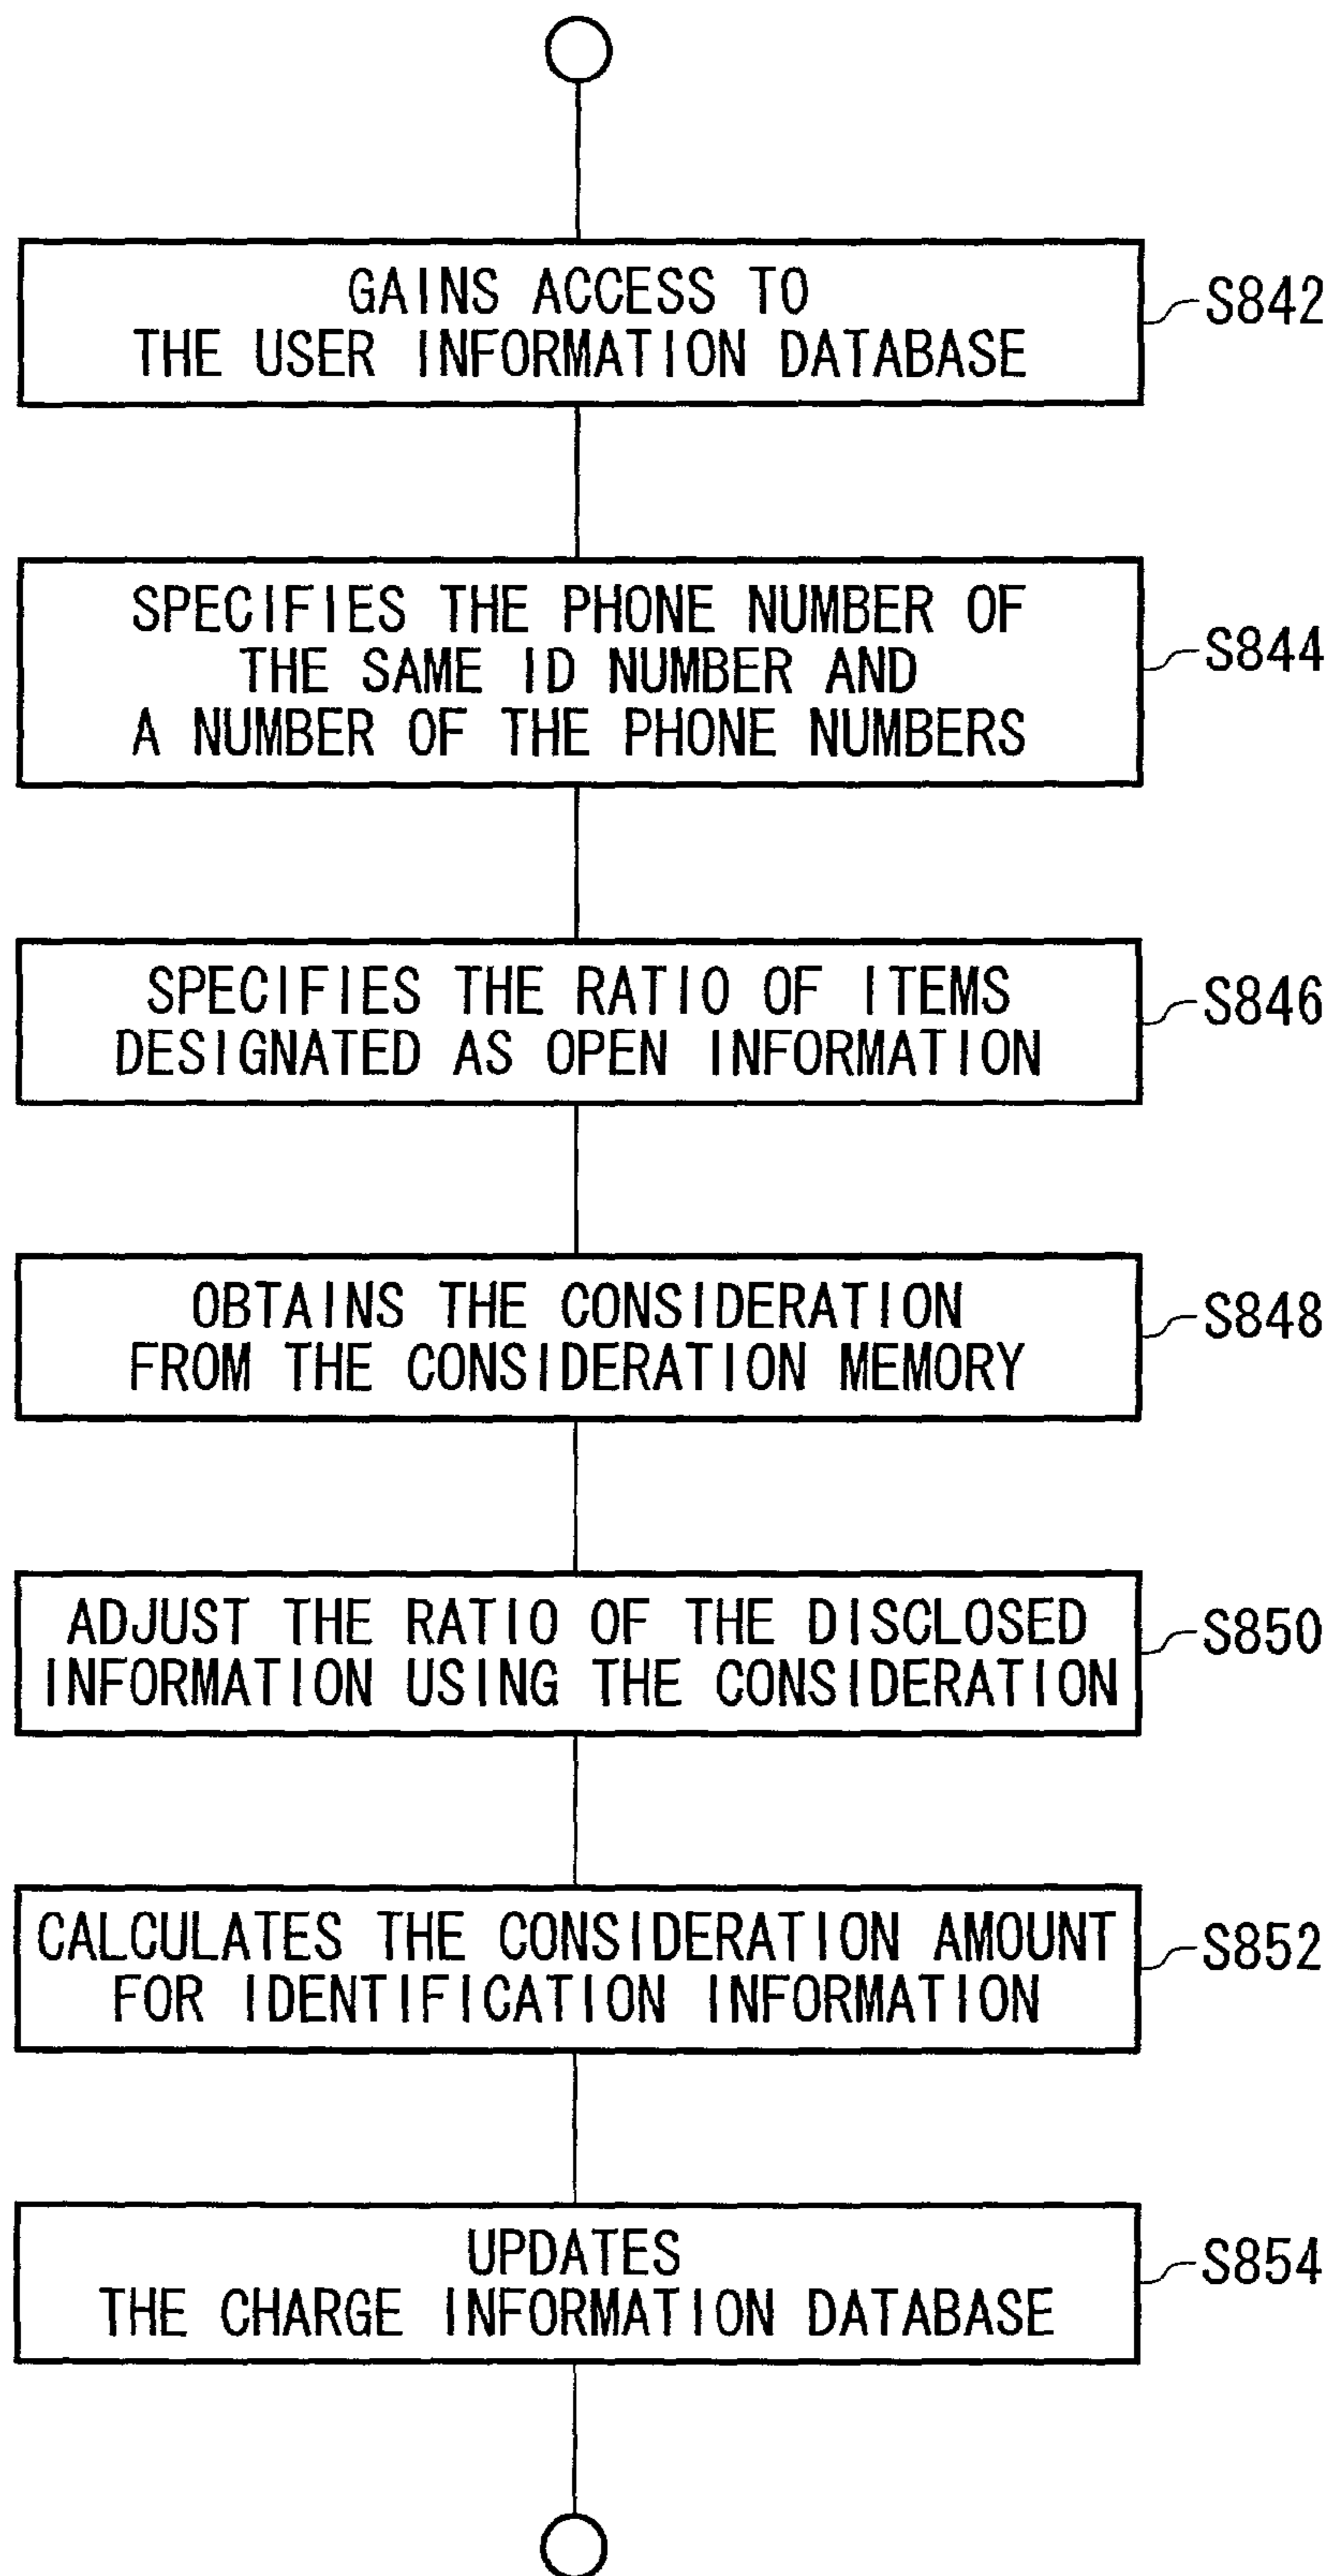 GAINS ACCESS TO
THE USER INFORMATION DATABASE
S842
SPECIFIES THE PHONE NUMBER OF
THE SAME ID NUMBER AND
A NUMBER OF THE PHONE NUMBERS
S844
SPECIFIES THE RATIO OF ITEMS
DESIGNATED AS OPEN INFORMATION
S846
OBTAINS THE CONSIDERATION
FROM THE CONSIDERATION MEMORY
S848
ADJUST THE RATIO OF THE DISCLOSED
INFORMATION USING THE CONSIDERATION
S850
CALCULATES THE CONSIDERATION AMOUNT
FOR IDENTIFICATION INFORMATION
S852
UPDATES
THE CHARGE INFORMATION DATABASE
S854